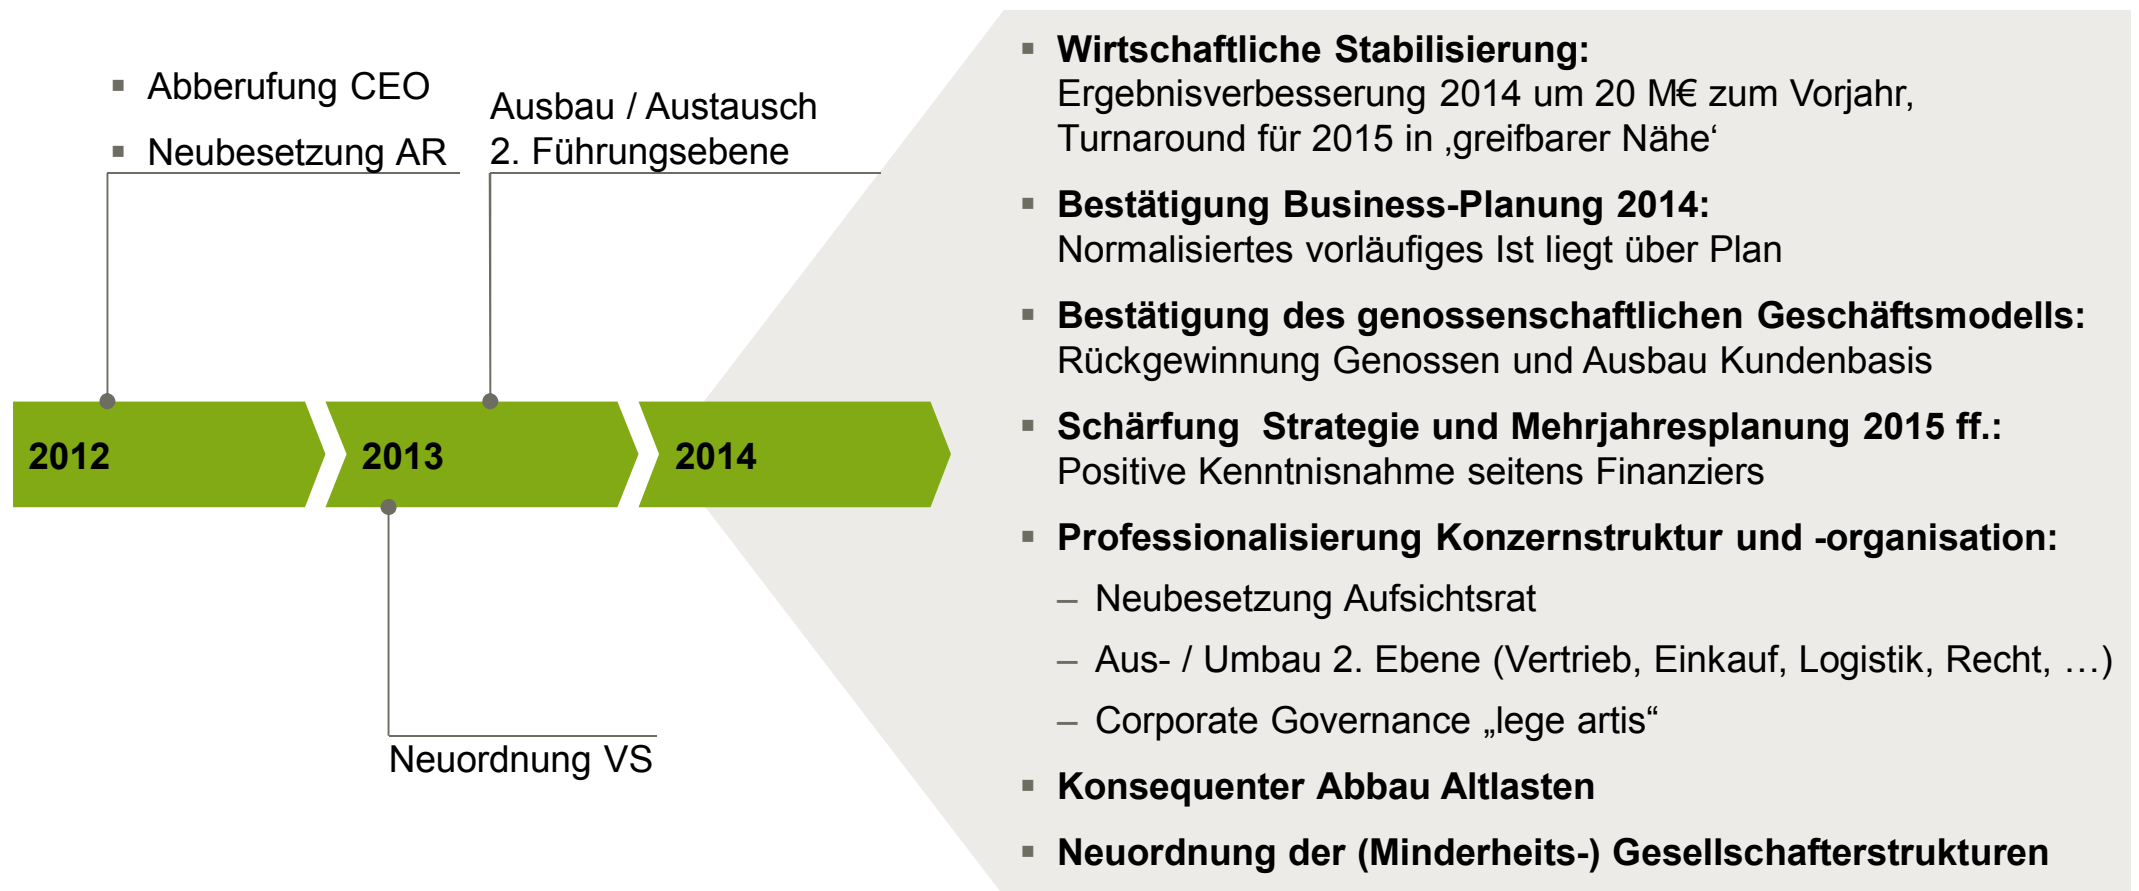 ▪ Abberufung CEO
▪ Neubesetzung AR
Ausbau / Austausch
2. Führungsebene
2012
2013
2014
Neuordnung VS
▪ Wirtschaftliche Stabilisierung:
Ergebnisverbesserung 2014 um 20 M€ zum Vorjahr,
Turnaround für 2015 in ‚greifbarer Nähe‘
▪ Bestätigung Business-Planung 2014:
Normalisiertes vorläufiges Ist liegt über Plan
▪ Bestätigung des genossenschaftlichen Geschäftsmodells:
Rückgewinnung Genossen und Ausbau Kundenbasis
▪ Schärfung  Strategie und Mehrjahresplanung 2015 ff.:
Positive Kenntnisnahme seitens Finanziers
▪ Professionalisierung Konzernstruktur und -organisation:
– Neubesetzung Aufsichtsrat
– Aus- / Umbau 2. Ebene (Vertrieb, Einkauf, Logistik, Recht, …)
– Corporate Governance „lege artis“
▪ Konsequenter Abbau Altlasten
▪ Neuordnung der (Minderheits-) Gesellschafterstrukturen